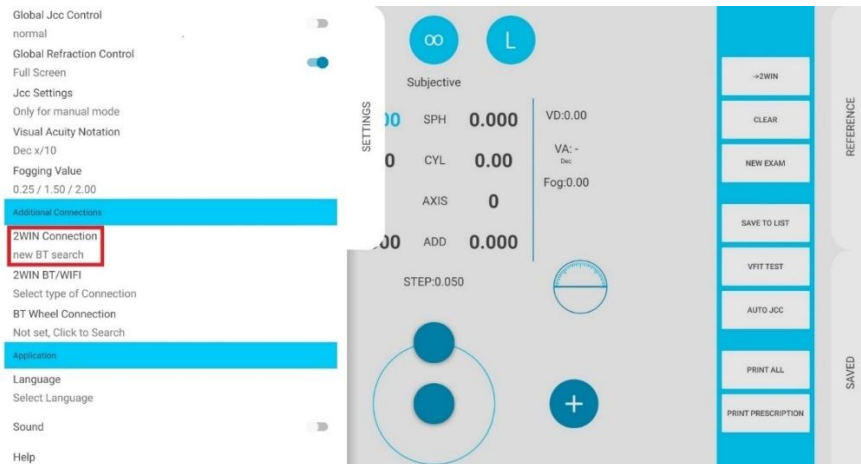 Global Jcc Control
normal
Global Refraction Control
Full Screen
Jcc Settings
Only for manual mode
Visual Acuity Notation
Dec x/10
Fogging Value
0.25 / 1.50 / 2.00
Additional Connections
2WIN Connection
new BT search
2WIN BT/WIFI
Select type of Connection
BT Wheel Connection
Not set, Click to Search
Application
Language
Select Language
Sound
Help
SETTINGS
∞ L
Subjective
00 SPH 0.000
0 CYL 0.00
AXIS 0
00 ADD 0.000
STEP:0.050
VD:0.00
VA: -
Dec
Fog:0.00
+
->2WIN
CLEAR
NEW EXAM
SAVE TO LIST
VFIT TEST
AUTO JCC
PRINT ALL
PRINT PRESCRIPTION
REFERENCE
SAVED